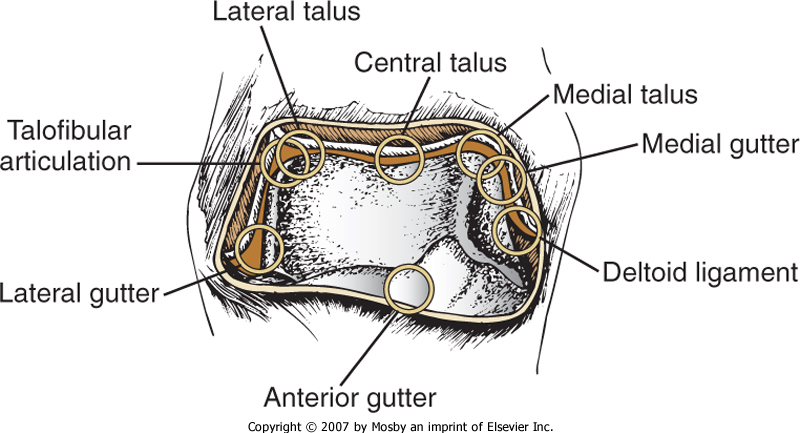 Lateral talus
Central talus
Medial talus
Talofibular
articulation
Medial gutter
Deltoid ligament
Lateral gutter
Anterior gutter
Copyright © 2007 by Mosby an imprint of Elsevier Inc.